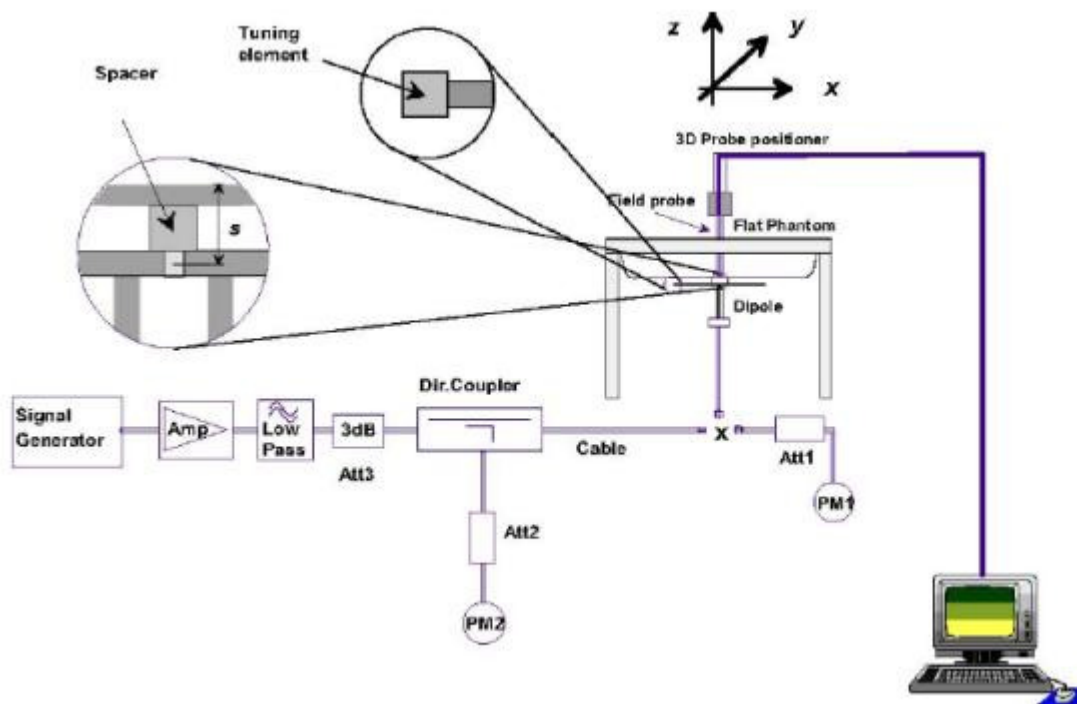 Tuning
element
Spacer
s
z
y
x
3D Probe positioner
Field probe
Flat Phantom
Dipole
Dir.Coupler
Signal
Generator
Amp
Low
Pass
3dB
Att3
Cable
x
Att1
PM1
Att2
PM2